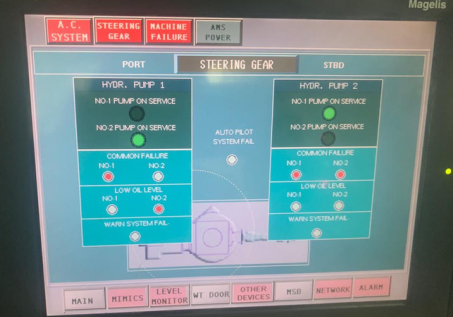 Magelis
A.C. SYSTEM
STEERING GEAR
MACHINE FAILURE
AMS POWER
PORT
STEERING GEAR
STBD
HYDR. PUMP 1
NO-1 PUMP ON SERVICE
NO-2 PUMP ON SERVICE
COMMON FAILURE
NO-1 NO-2
LOW OIL LEVEL
NO-1 NO-2
WARN SYSTEM FAIL
AUTO PILOT
SYSTEM FAIL
HYDR. PUMP 2
NO-1 PUMP ON SERVICE
NO-2 PUMP ON SERVICE
COMMON FAILURE
NO-1 NO-2
LOW OIL LEVEL
NO-1 NO-2
WARN SYSTEM FAIL
MAIN
MIMICS
LEVEL MONITOR
WT DOOR
OTHER DEVICES
MSB
NETWORK
ALARM